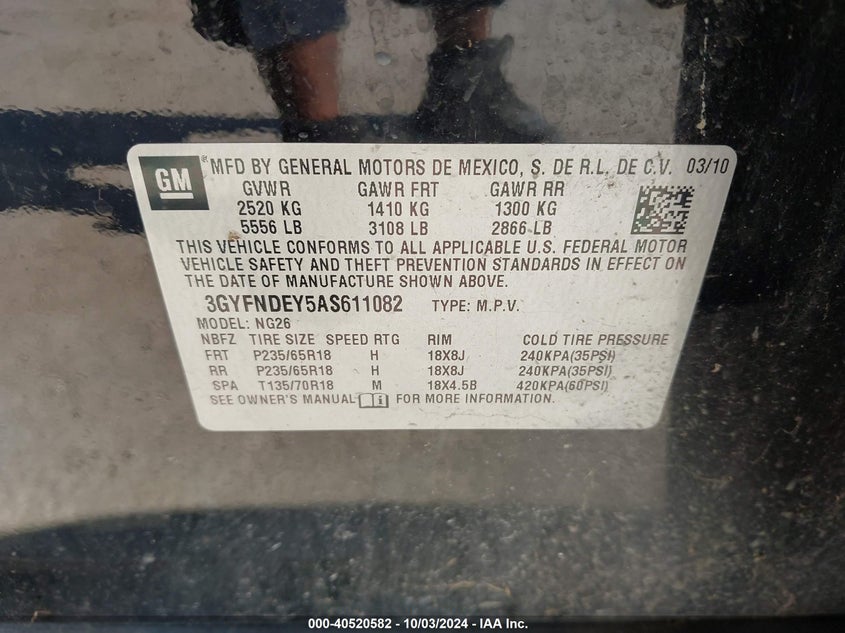 GM MFD BY GENERAL MOTORS DE MEXICO, S. DE R.L. DE C.V. 03/10
GVWR GAWR FRT GAWR RR
2520 KG 1410 KG 1300 KG
5556 LB 3108 LB 2866 LB
THIS VEHICLE CONFORMS TO ALL APPLICABLE U.S. FEDERAL MOTOR
VEHICLE SAFETY AND THEFT PREVENTION STANDARDS IN EFFECT ON
THE DATE OF MANUFACTURE SHOWN ABOVE.
3GYFNDEY5AS611082 TYPE: M.P.V.
MODEL: NG26
NBFZ TIRE SIZE SPEED RTG RIM COLD TIRE PRESSURE
FRT P235/65R18 H 18X8J 240KPA(35PSI)
RR P235/65R18 H 18X8J 240KPA(35PSI)
SPA T135/70R18 M 18X4.5B 420KPA(60PSI)
SEE OWNER'S MANUAL FOR MORE INFORMATION.
000-40520582 - 10/03/2024 - IAA Inc.